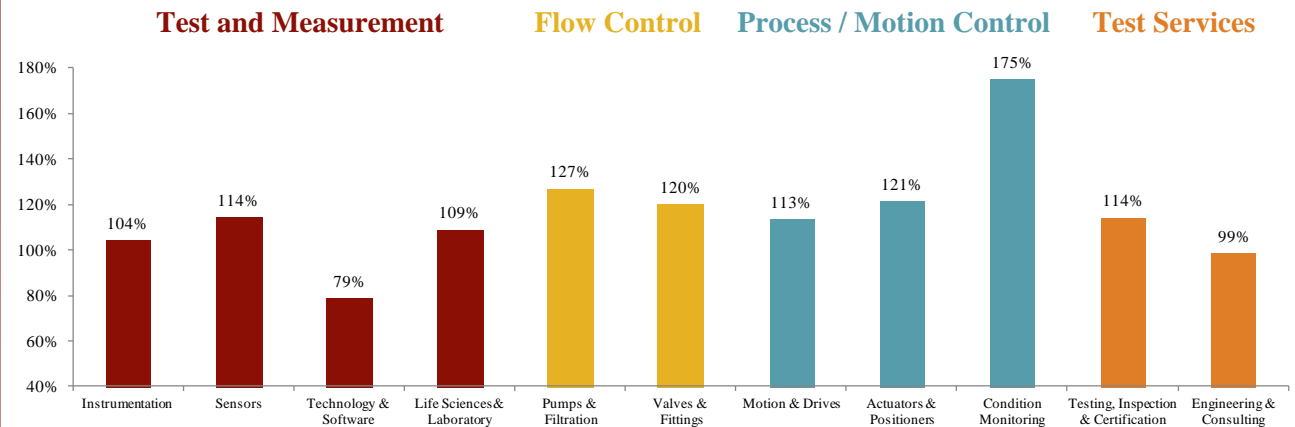 Test and Measurement Flow Control Process / Motion Control Test Services
180%
160%
140%
120%
100%
80%
60%
40%
104%
114%
79%
109%
127%
120%
113%
121%
175%
114%
99%
Instrumentation
Sensors
Technology &
Software
Life Sciences &
Laboratory
Pumps &
Filtration
Valves &
Fittings
Motion & Drives
Actuators &
Positioners
Condition
Monitoring
Testing, Inspection
& Certification
Engineering &
Consulting